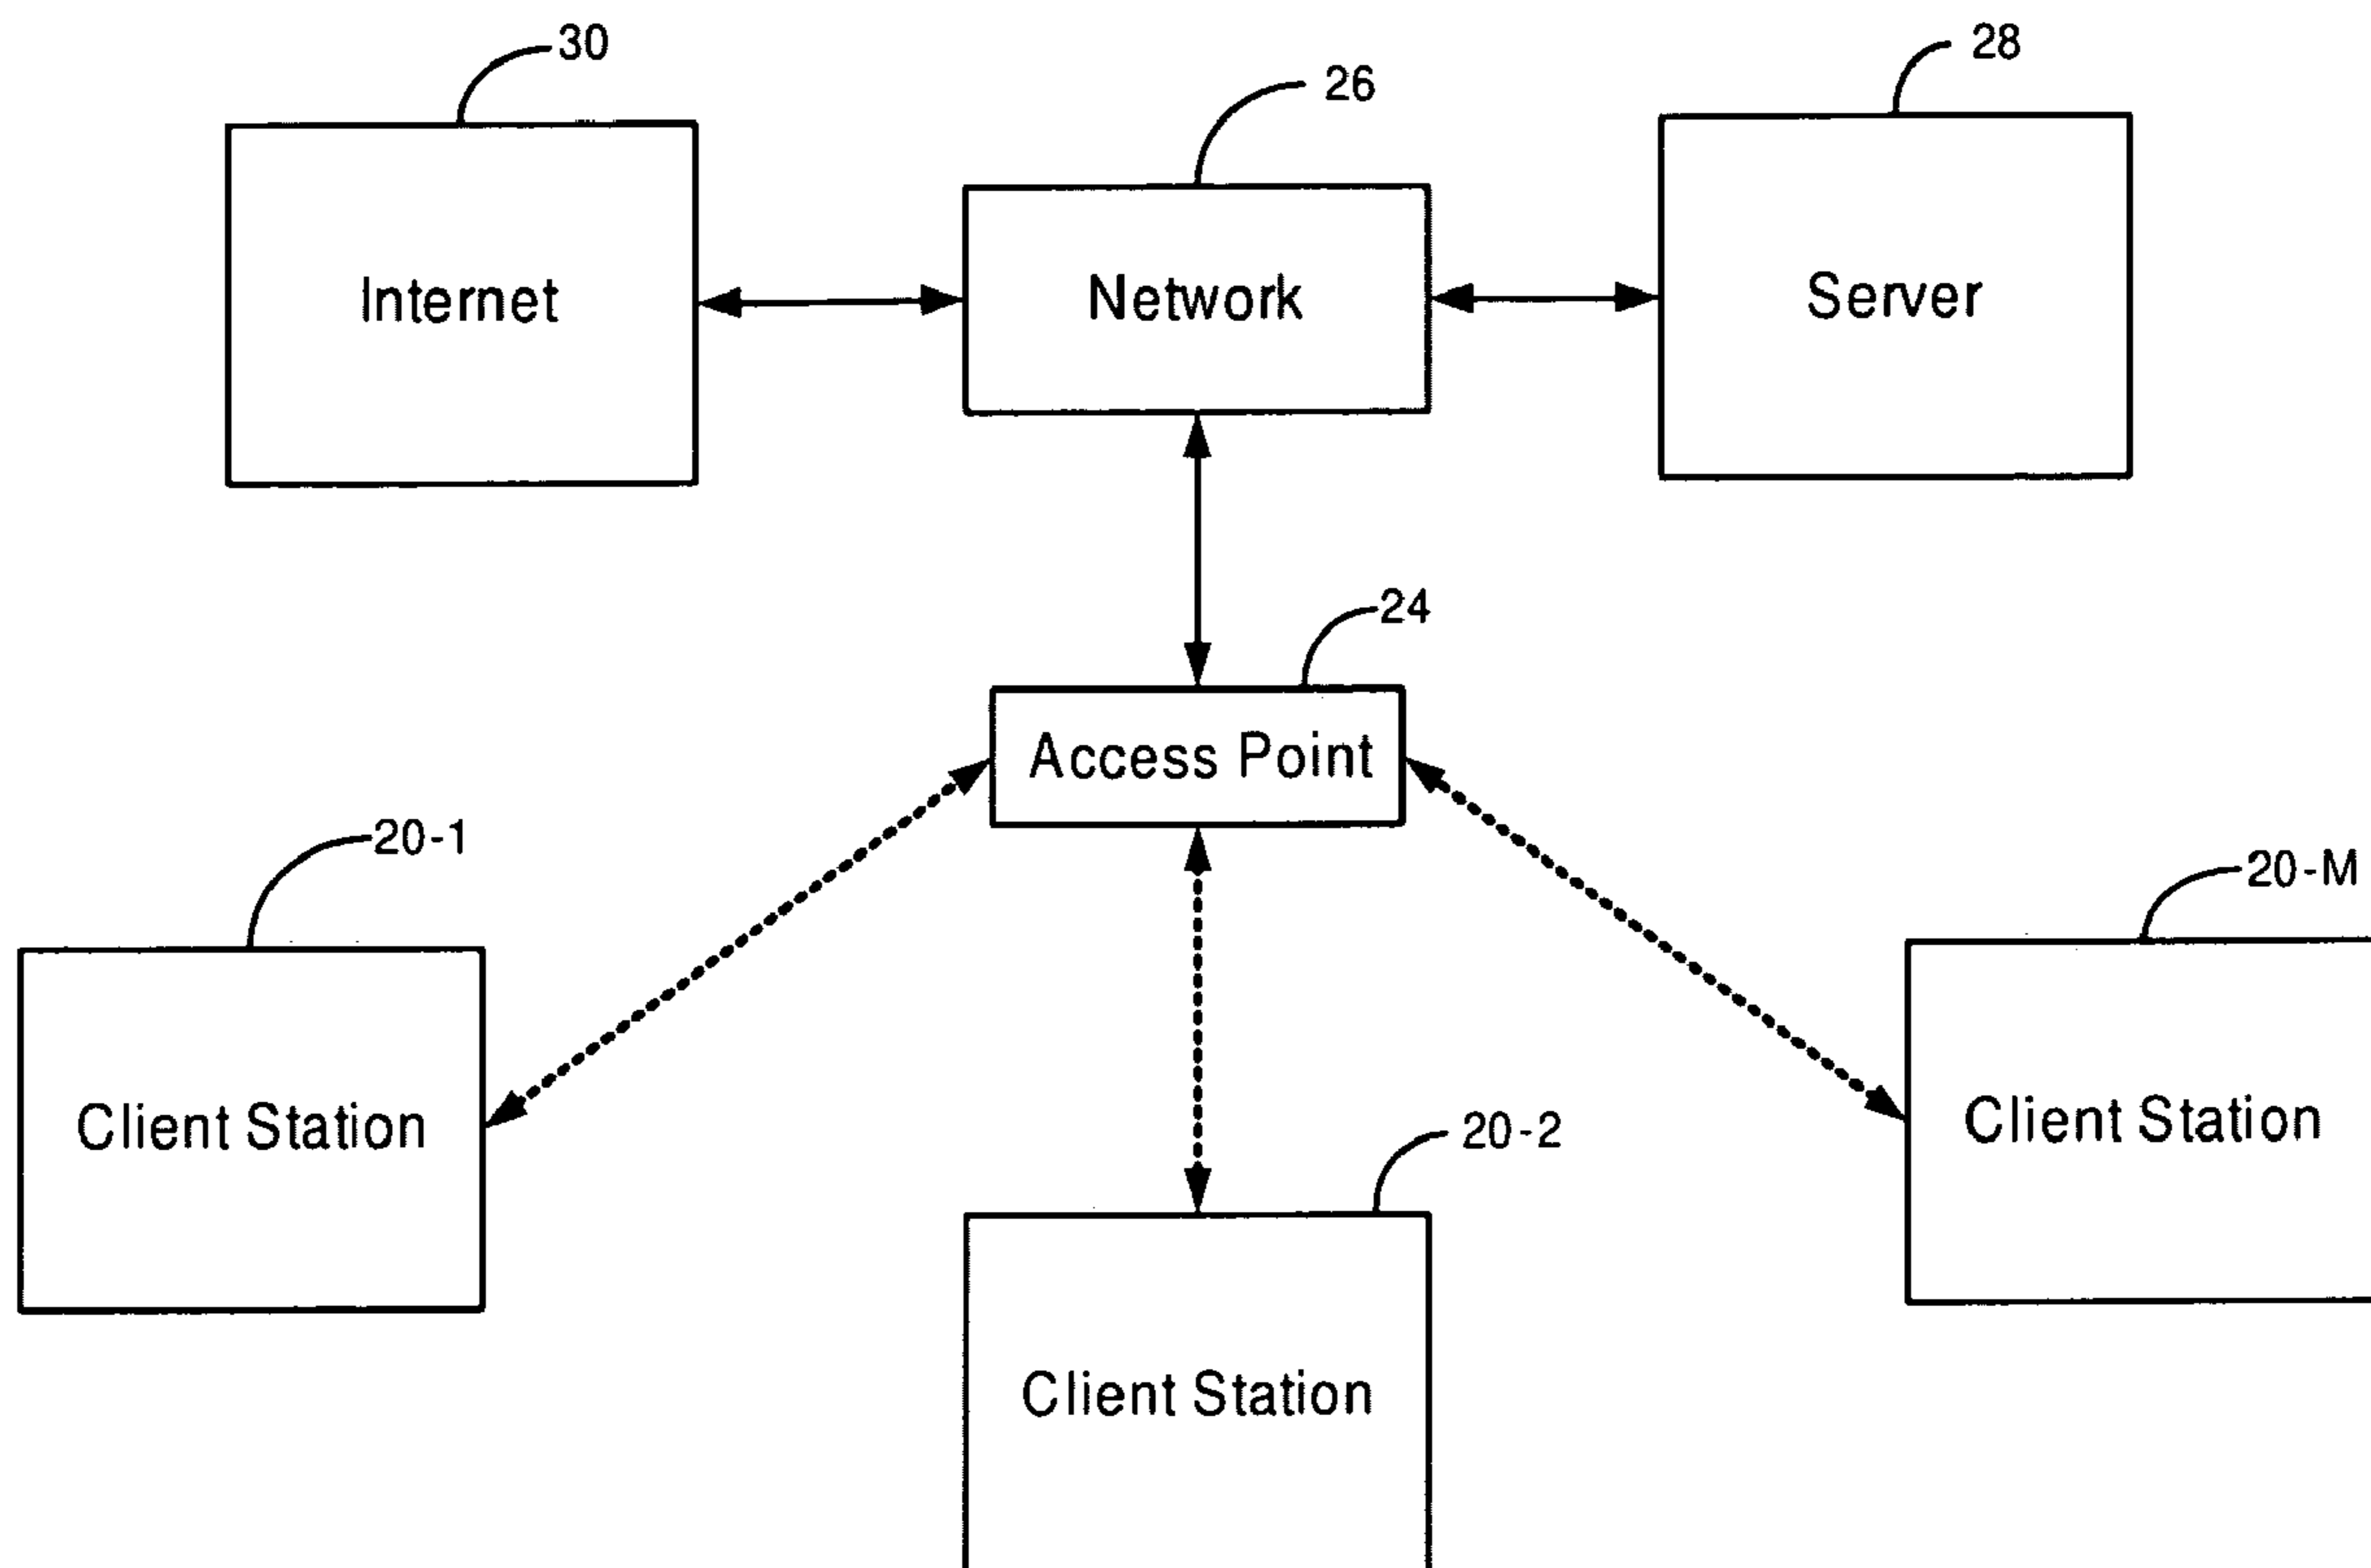 30
26
28
Internet
Network
Server
24
Access Point
20-1
20-M
Client Station
20-2
Client Station
Client Station